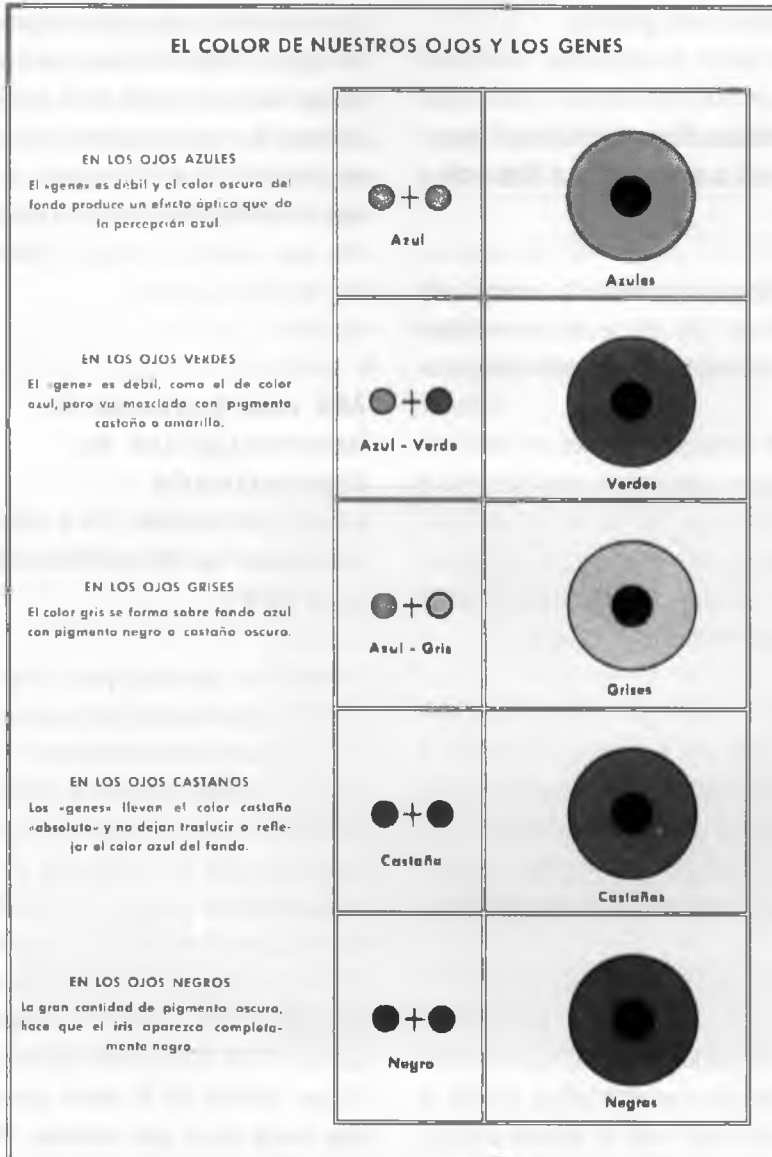 EL COLOR DE NUESTROS OJOS Y LOS GENES
EN LOS OJOS AZULES
El «gene» es débil y el color oscuro del
fondo produce un efecto óptico que da
la percepción azul.
Azul
Azules
EN LOS OJOS VERDES
El «gene» es debil, como el de color
azul, pero va mezclado con pigmento
castaño o amarillo.
Azul - Verde
Verdes
EN LOS OJOS GRISES
El color gris se forma sobre fondo azul
con pigmento negro o castaño oscuro.
Azul - Gris
Grises
EN LOS OJOS CASTANOS
Los «genes» llevan el color castaño
«absoluto» y no dejan traslucir o refle-
jar el color azul del fondo.
Castaño
Castaños
EN LOS OJOS NEGROS
La gran cantidad de pigmento oscuro,
hace que el iris aparezca completa-
mente negro.
Negro
Negros